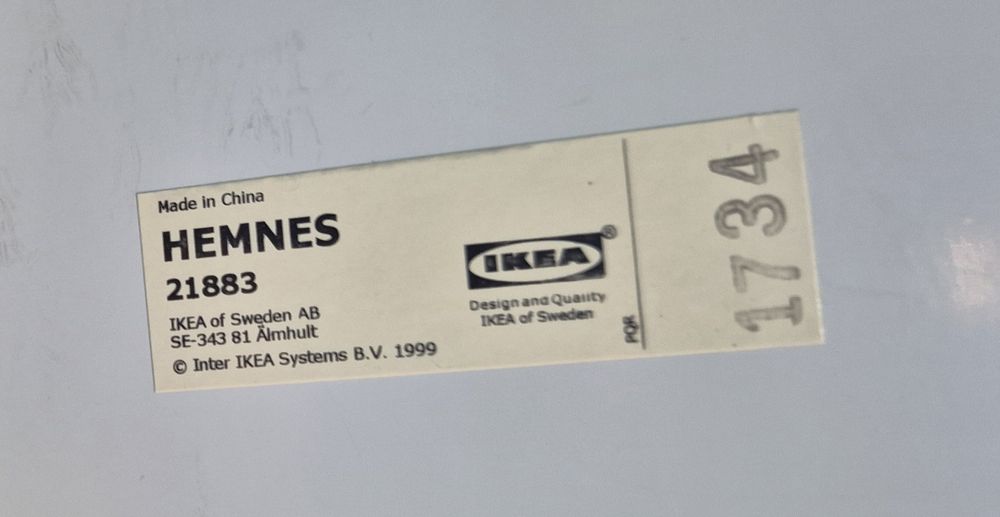 Made in China
HEMNES
21883
IKEA of Sweden AB
SE-343 81 Älmhult
© Inter IKEA Systems B.V. 1999
IKEA®
Design and Quality
IKEA of Sweden
PQR
1734